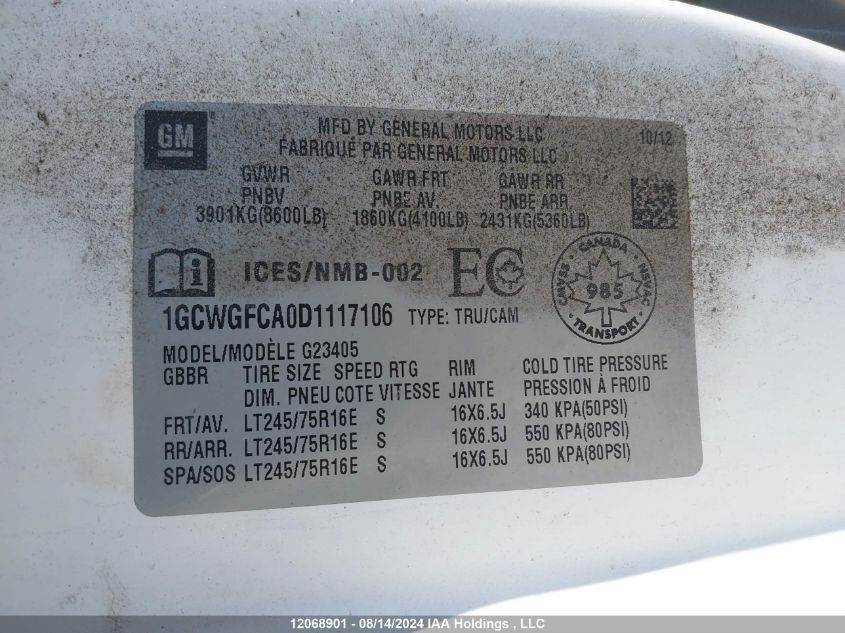 GM
MFD BY GENERAL MOTORS LLC
10/12
FABRIQUÉ PAR GENERAL MOTORS LLC
GVWR GAWR FRT GAWR RR
PNBV PNBE AV. PNBE ARR
3901KG(8600LB) 1860KG(4100LB) 2431KG(5360LB)
i ICES/NMB-002 EC
CANADA
CMVSS 985 NSVAC
TRANSPORT
1GCWGFCA0D1117106 TYPE: TRU/CAM
MODEL/MODÈLE G23405
GBBR TIRE SIZE SPEED RTG RIM COLD TIRE PRESSURE
DIM. PNEU COTE VITESSE JANTE PRESSION À FROID
FRT/AV. LT245/75R16E S 16X6.5J 340 KPA(50PSI)
RR/ARR. LT245/75R16E S 16X6.5J 550 KPA(80PSI)
SPA/SOS LT245/75R16E S 16X6.5J 550 KPA(80PSI)
12068901 - 08/14/2024 IAA Holdings , LLC